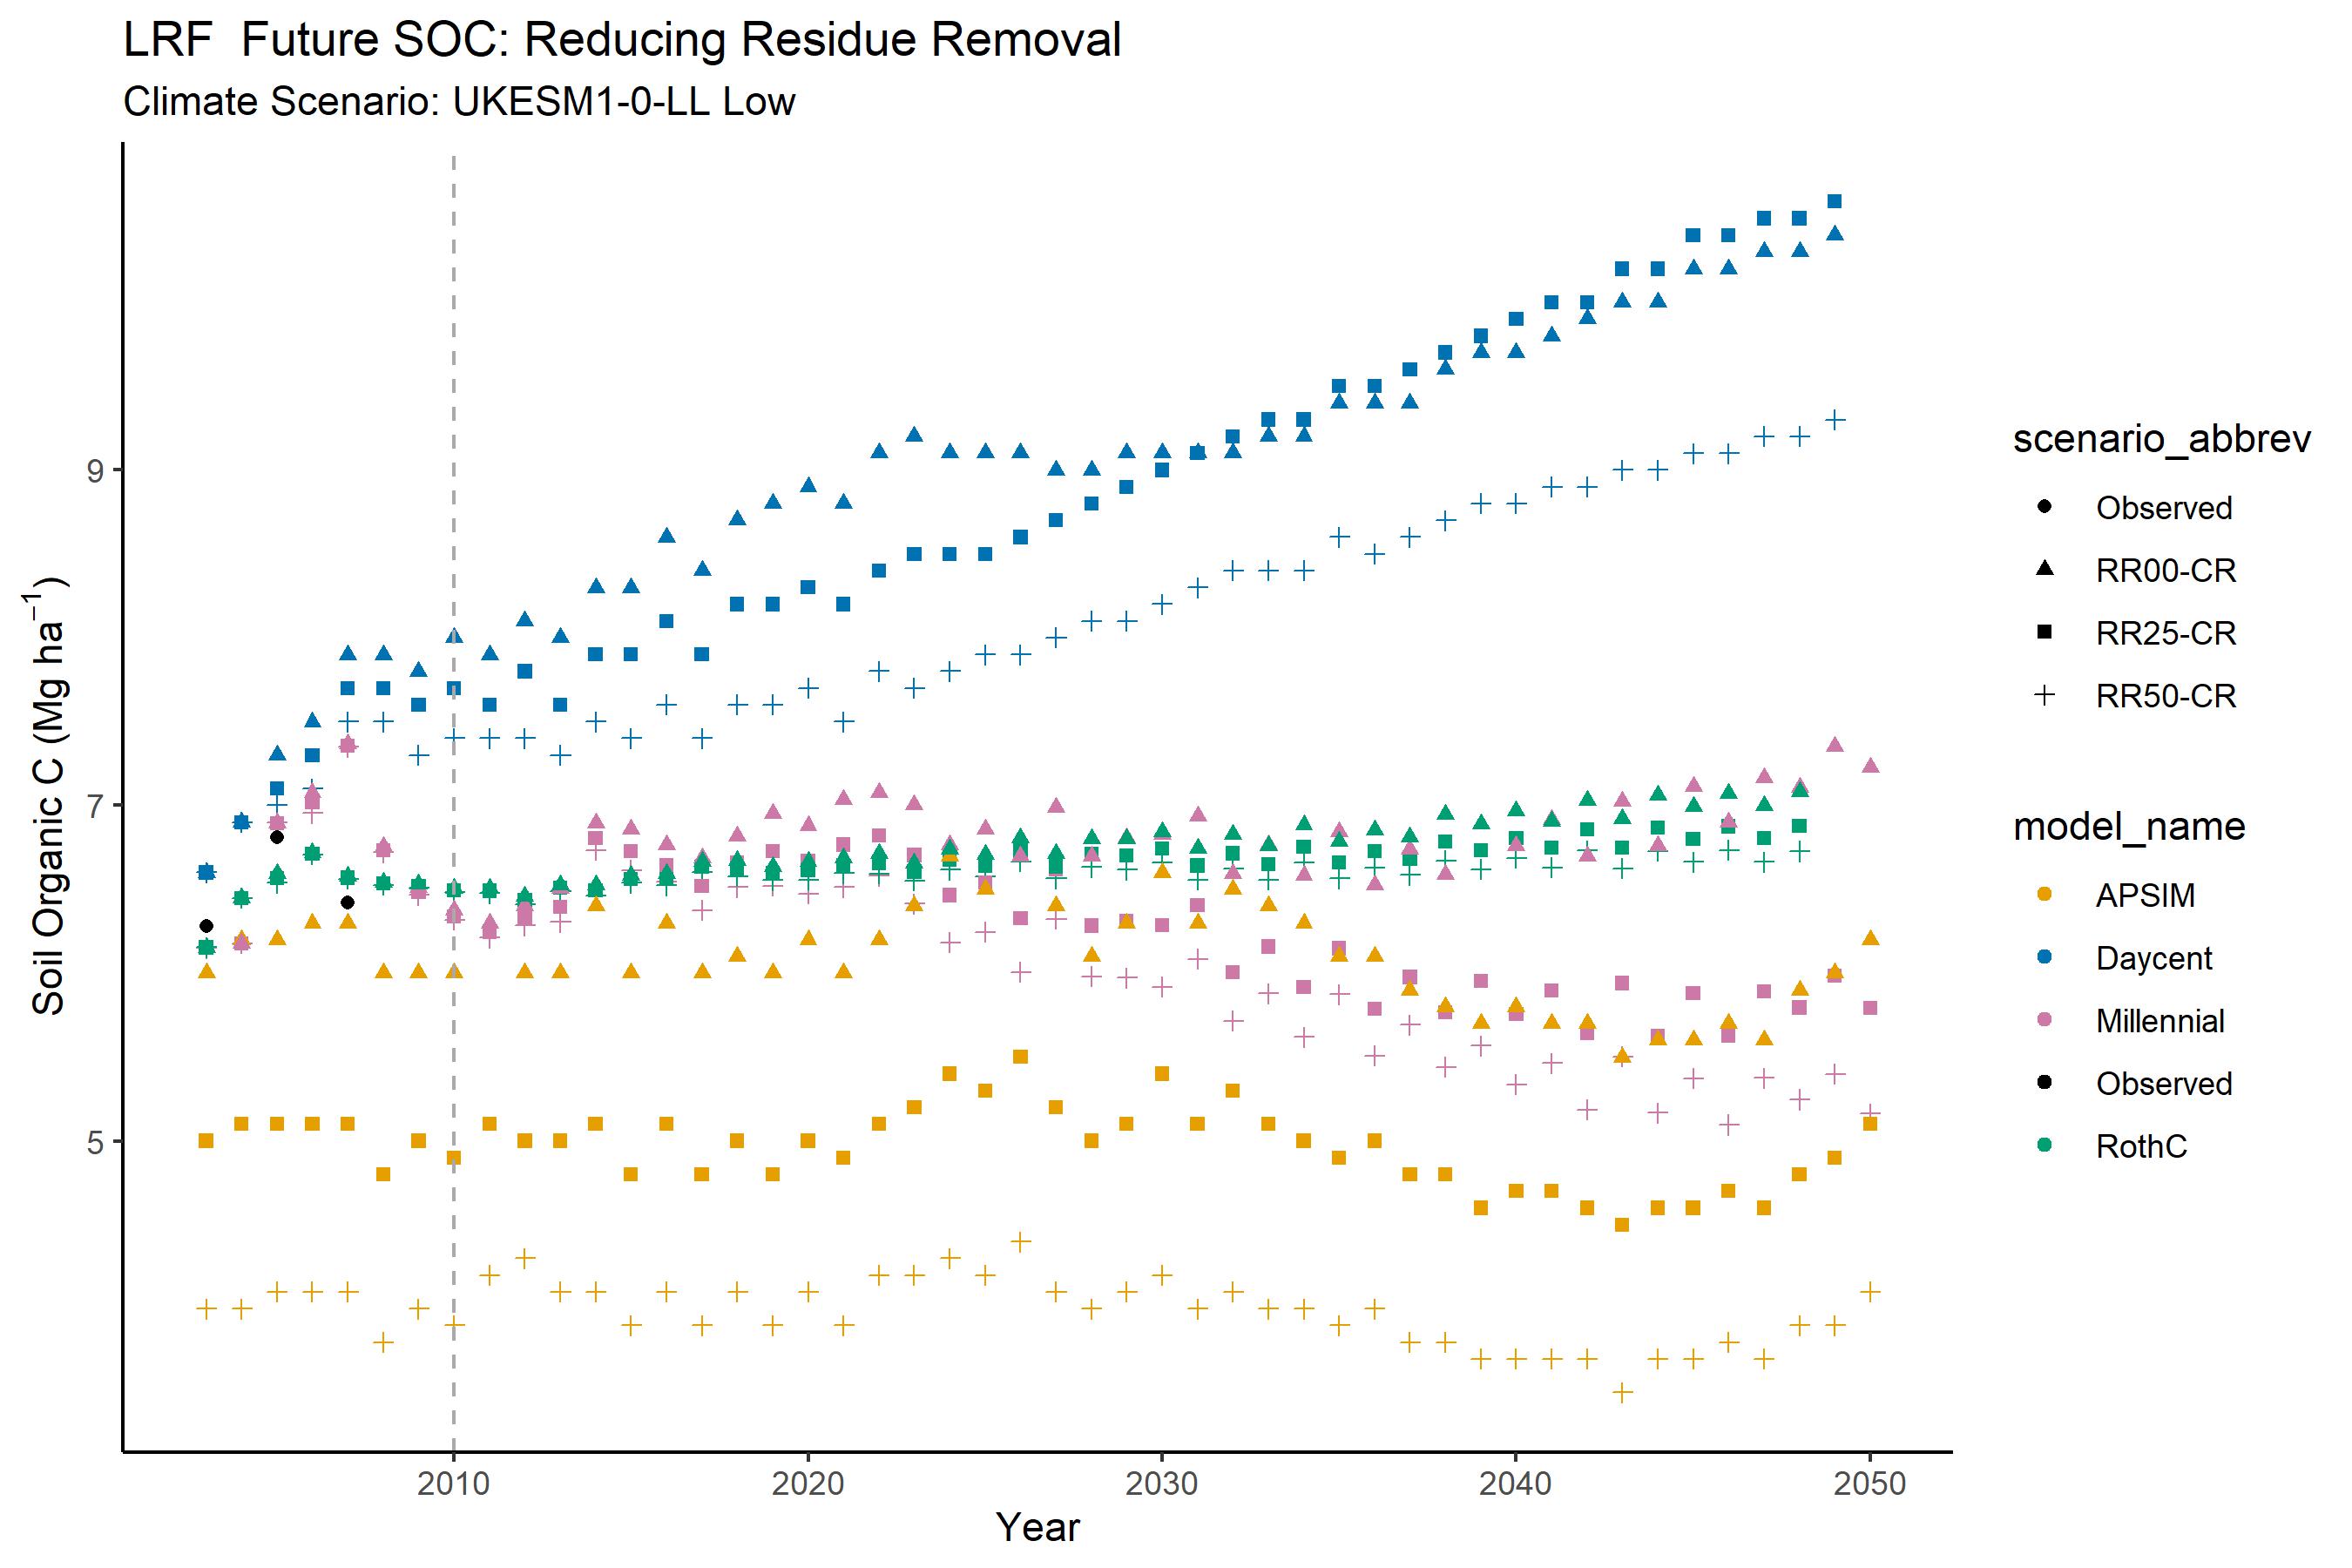 LRF  Future SOC: Reducing Residue Removal
Climate Scenario: UKESM1-0-LL Low
Soil Organic C (Mg ha⁻¹)
9
7
5
2010
2020
2030
2040
2050
Year
scenario_abbrev
Observed
RR00-CR
RR25-CR
RR50-CR
model_name
APSIM
Daycent
Millennial
Observed
RothC